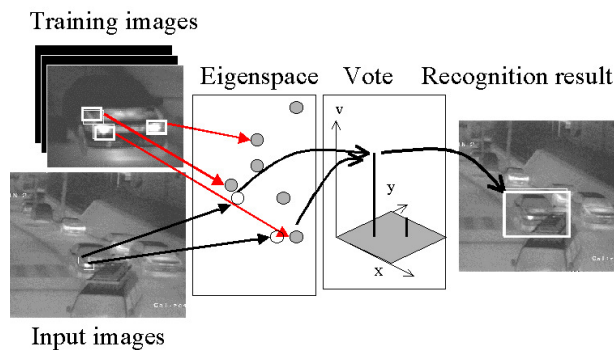 Training images
Eigenspace
Vote
Recognition result
v
y
x
Input images